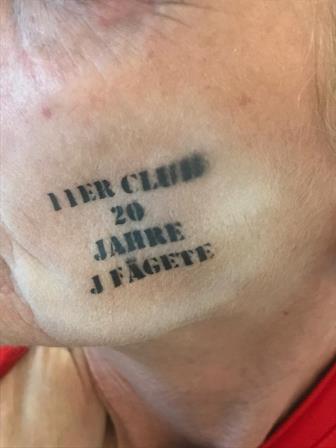 11ER CLUB
20
JAHRE
J FÄGETE